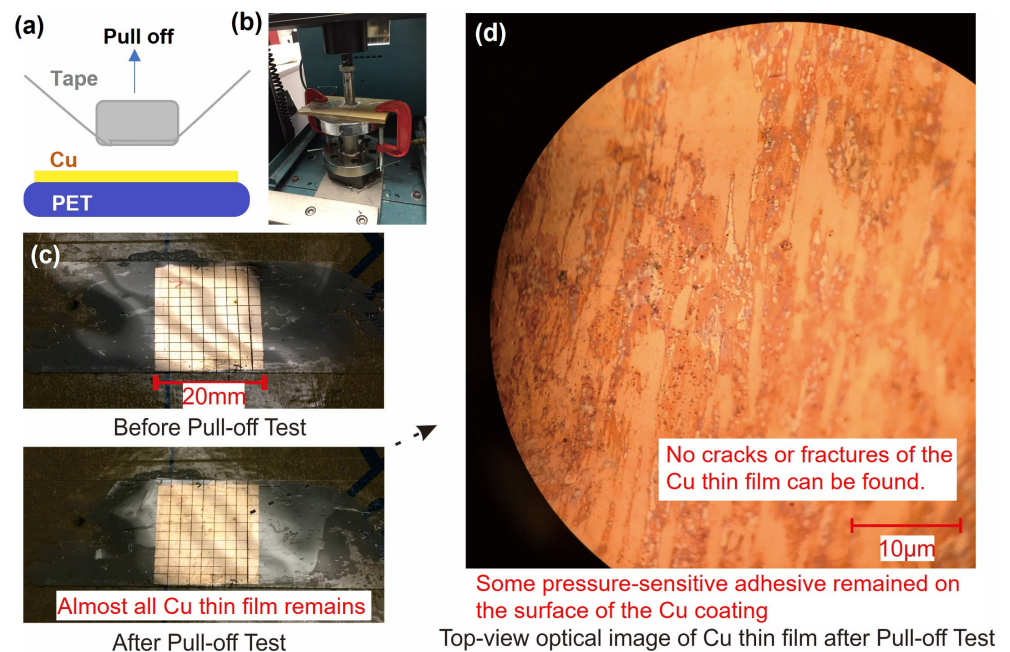 (a)
Pull off
Tape
Cu
PET
(b)
(c)
20mm
Before Pull-off Test
Almost all Cu thin film remains
After Pull-off Test
(d)
No cracks or fractures of the
Cu thin film can be found.
10μm
Some pressure-sensitive adhesive remained on
the surface of the Cu coating
Top-view optical image of Cu thin film after Pull-off Test